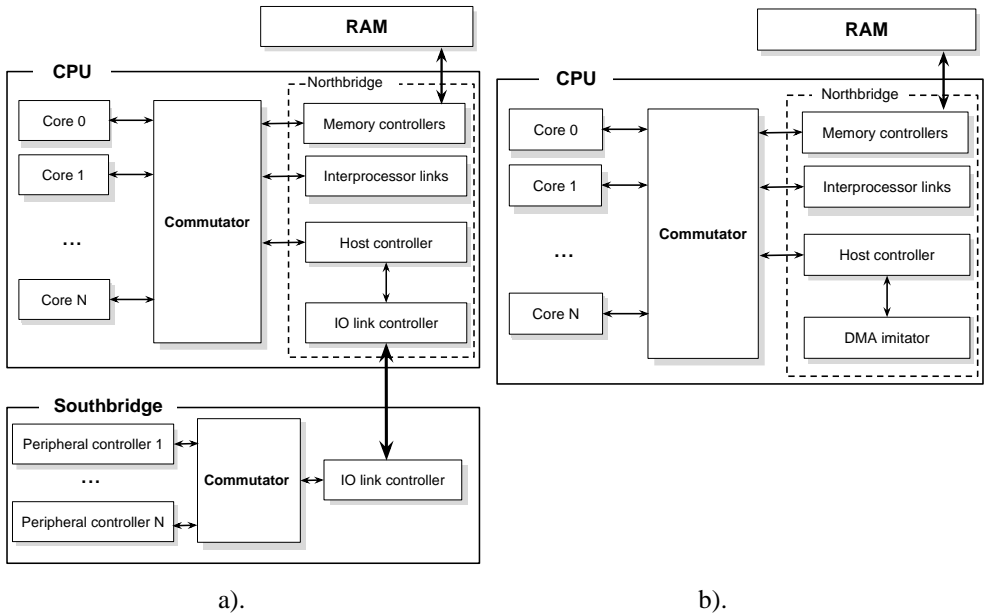 RAM
CPU
Northbridge
Core 0
Memory controllers
Core 1
Interprocessor links
Commutator
...
Host controller
Core N
IO link controller
Southbridge
Peripheral controller 1
...
Commutator
IO link controller
Peripheral controller N
a).
RAM
CPU
Northbridge
Core 0
Memory controllers
Core 1
Interprocessor links
Commutator
...
Host controller
Core N
DMA imitator
b).